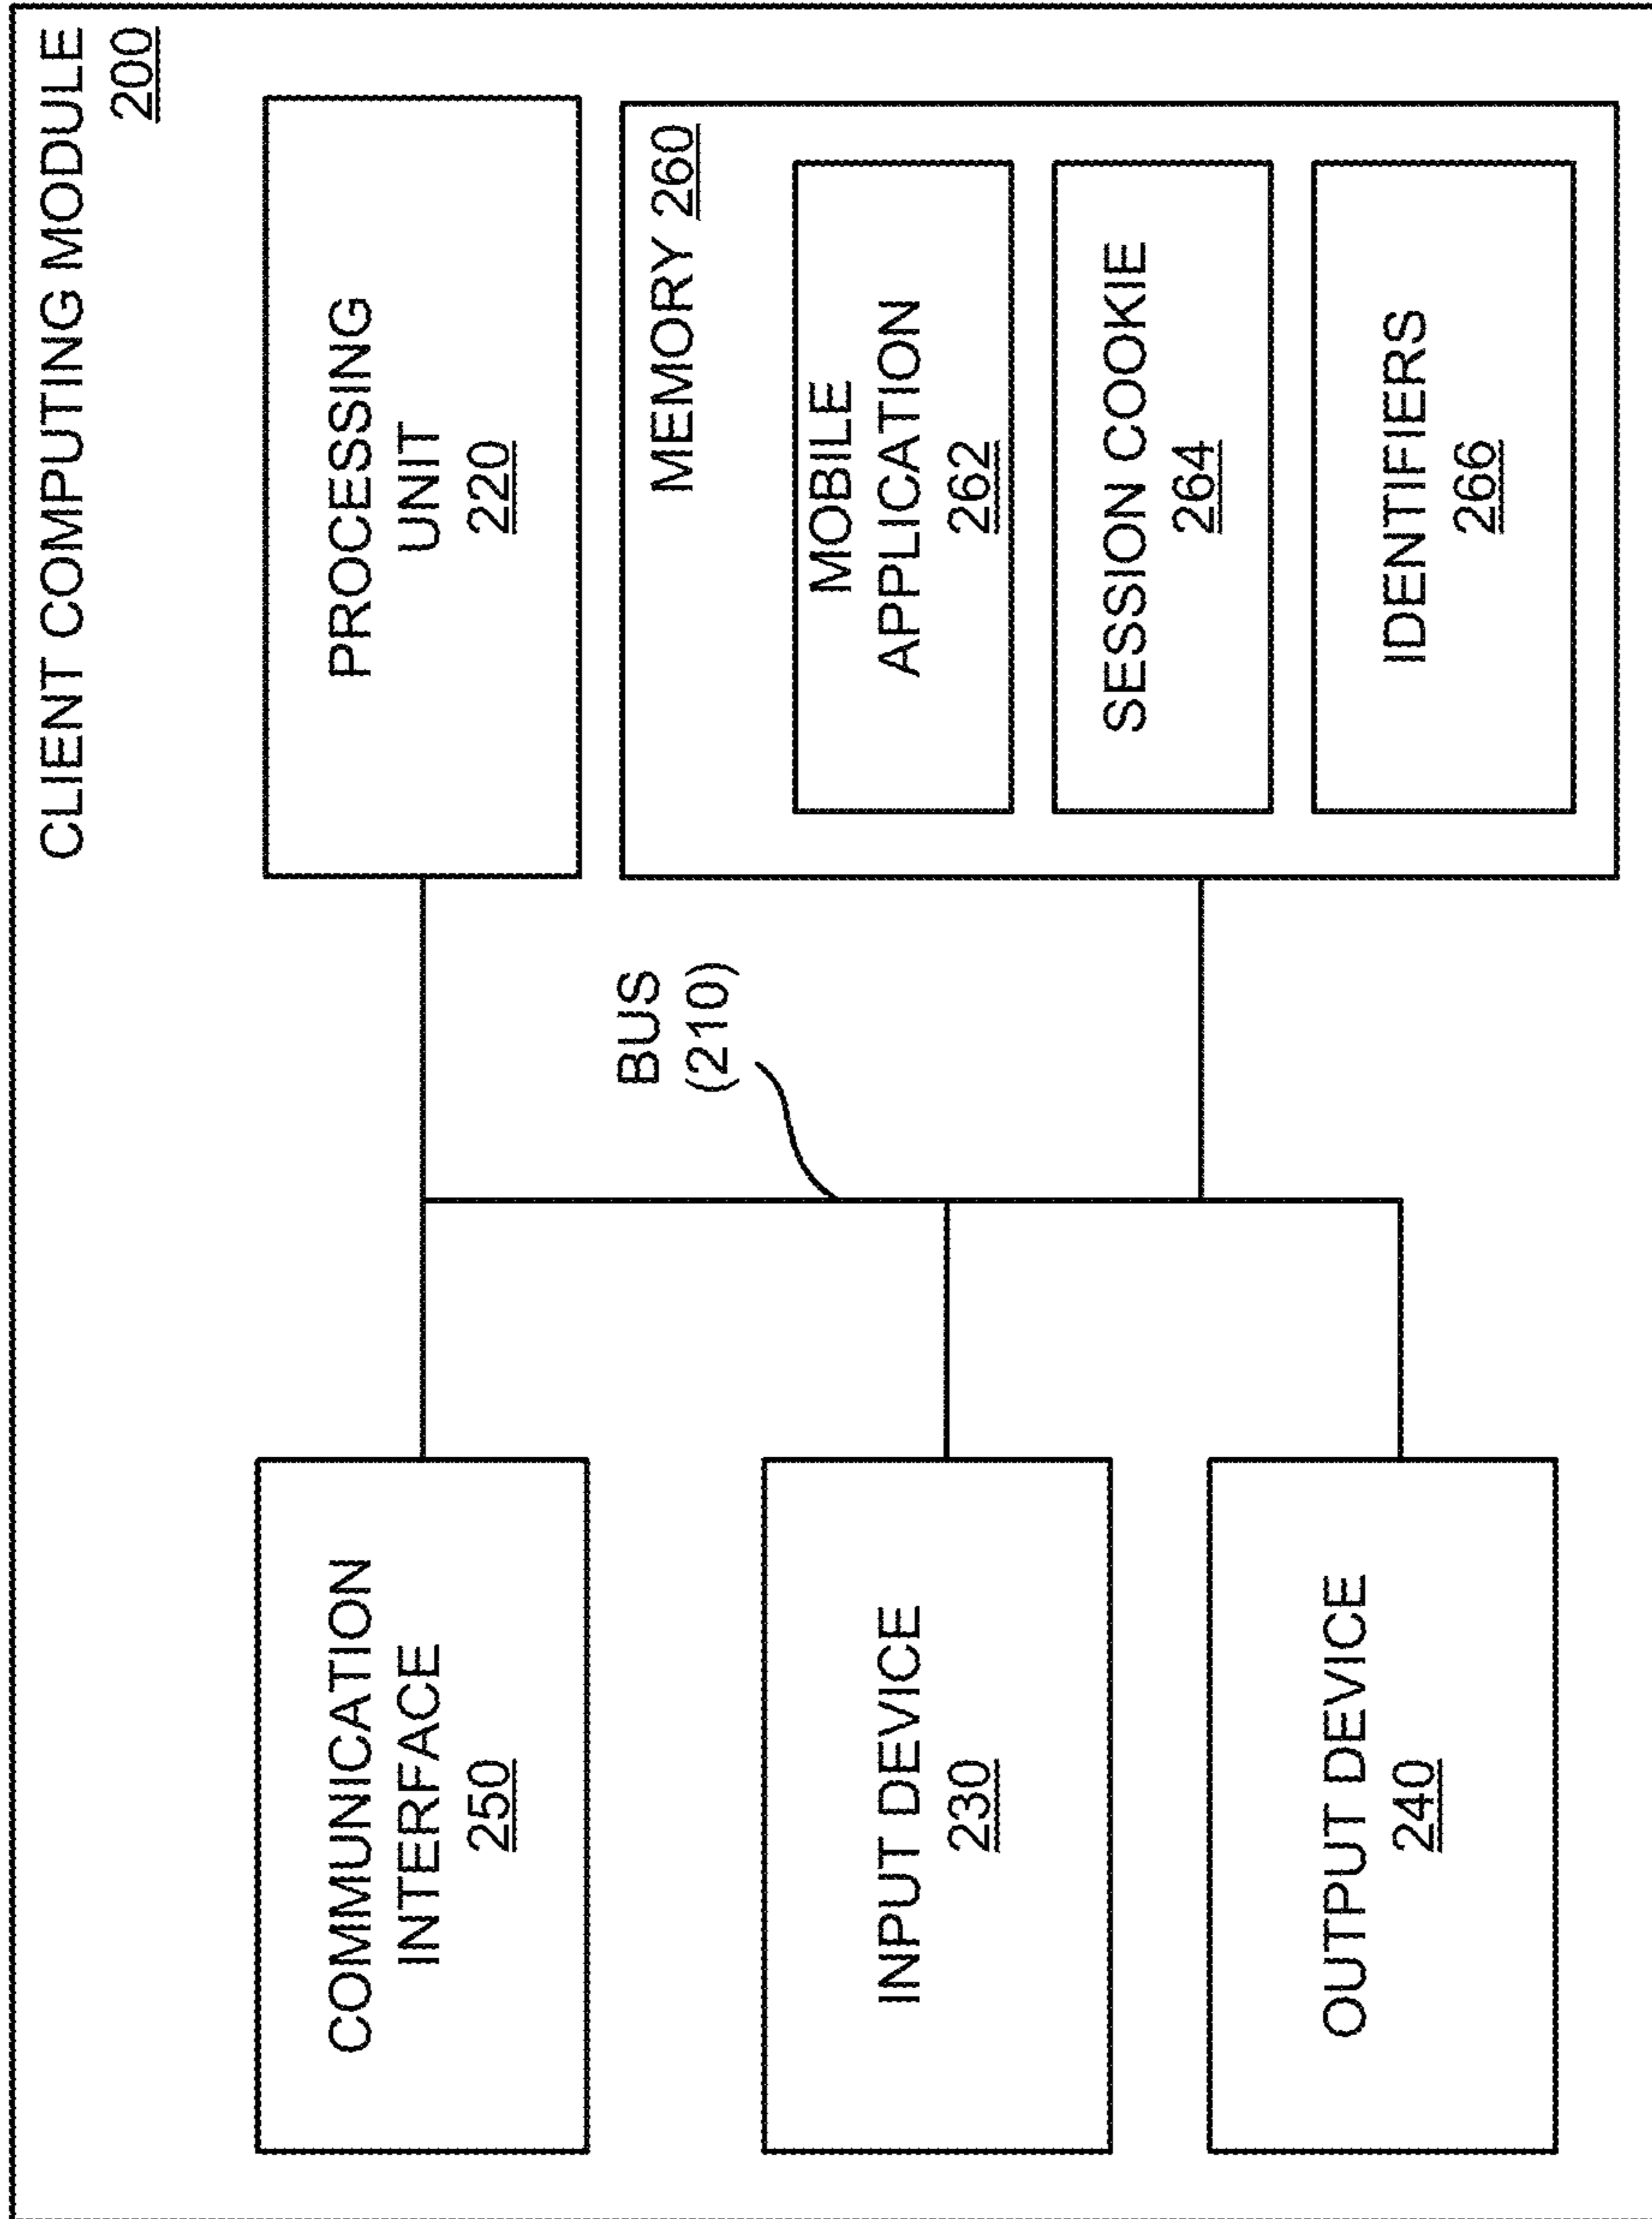 CLIENT COMPUTING MODULE
200
COMMUNICATION
INTERFACE
250
PROCESSING
UNIT
220
BUS
(210)
MEMORY 260
MOBILE
APPLICATION
262
INPUT DEVICE
230
SESSION COOKIE
264
OUTPUT DEVICE
240
IDENTIFIERS
266